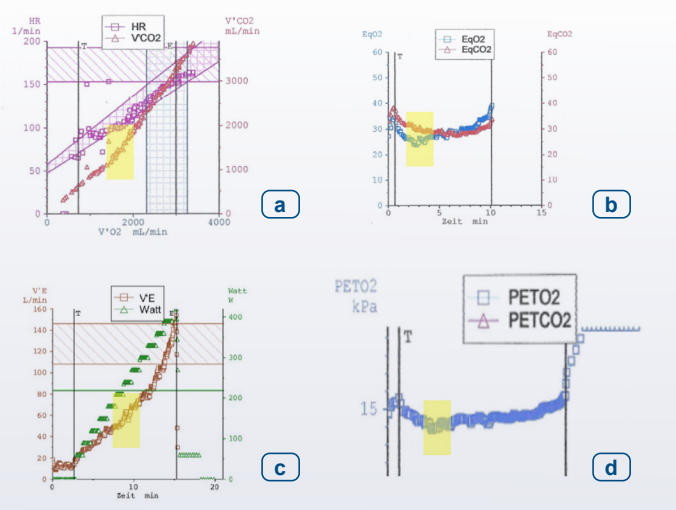 HR
1/min
HR
V'CO2
V'CO2
mL/min
200
T
E
150
3000
100
2000
50
1000
0
0
0
2000
4000
V'O2 mL/min
a
EqO2
EqO2
EqCO2
EqCO2
60
60
T
50
50
40
40
30
30
20
20
10
10
0
0
0
5
10
15
Zeit min
b
V'E
L/min
V'E
Watt
Watt
W
160
T
E
400
140
120
300
100
80
200
60
40
100
20
0
0
0
10
20
Zeit min
c
PETO2
kPa
PETO2
PETCO2
T
15
d